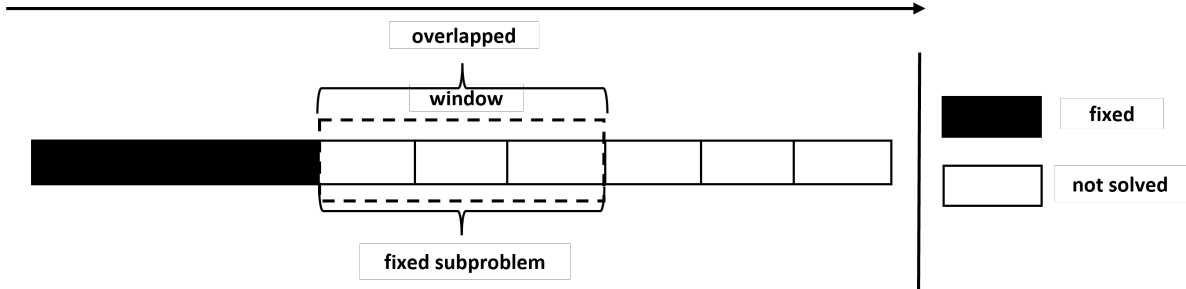 overlapped
window
fixed
not solved
fixed subproblem